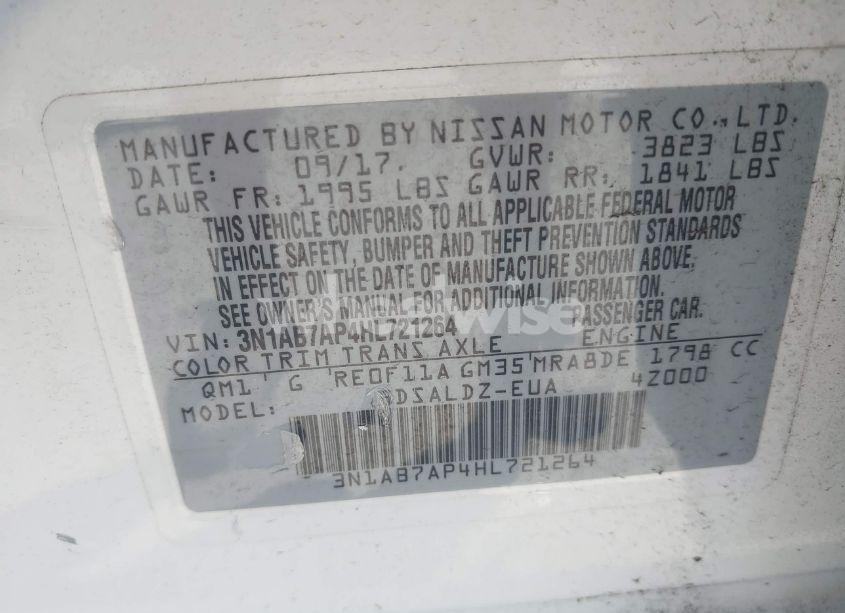 MANUFACTURED BY NISSAN MOTOR CO., LTD.
DATE: 09/17. GVWR: 3823 LBS
GAWR FR: 1995 LBS GAWR RR: 1841 LBS
THIS VEHICLE CONFORMS TO ALL APPLICABLE FEDERAL MOTOR
VEHICLE SAFETY, BUMPER AND THEFT PREVENTION STANDARDS
IN EFFECT ON THE DATE OF MANUFACTURE SHOWN ABOVE.
SEE OWNER'S MANUAL FOR ADDITIONAL INFORMATION.
VIN: 3N1AB7AP4HL721264 PASSENGER CAR.
COLOR TRIM TRANS AXLE ENGINE
QM1 G RE0F11A GM35 MRA8DE 1798 CC
MODEL: DSALDZ-EUA 4Z000
3N1AB7AP4HL721264